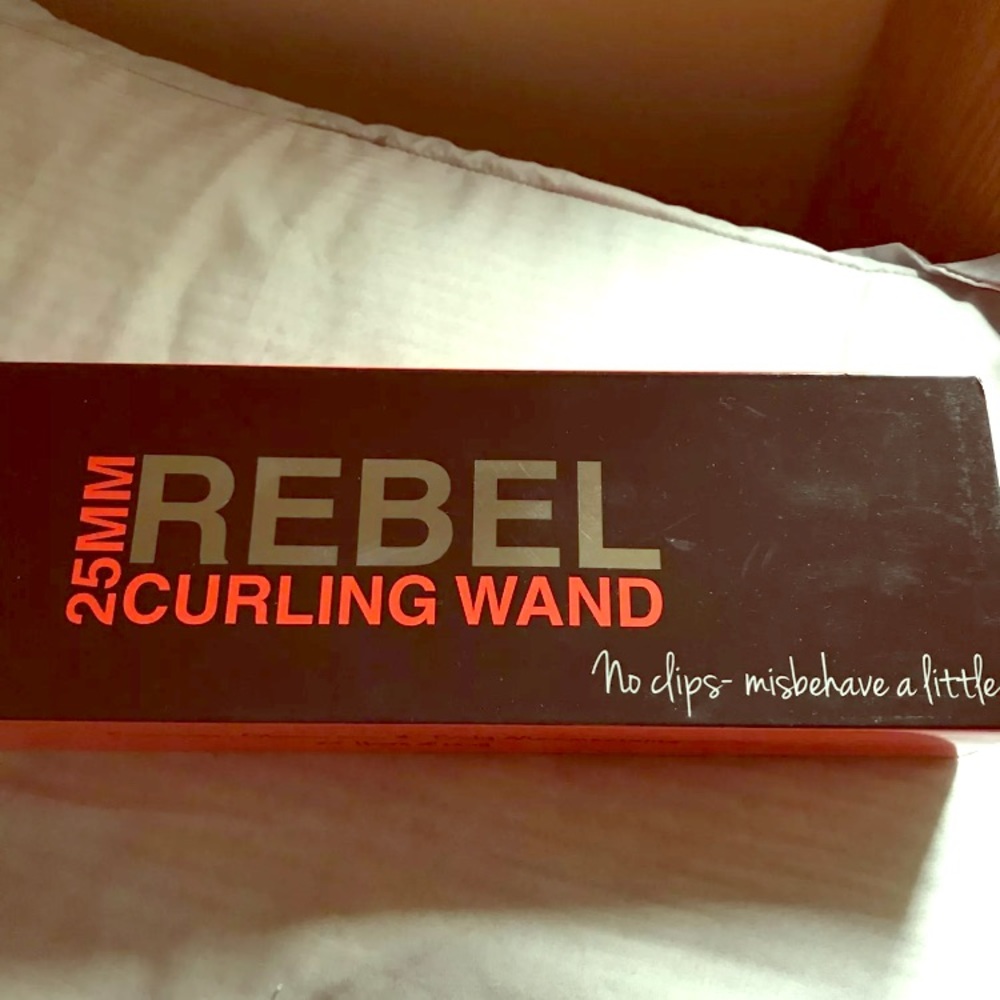 25MM
REBEL
CURLING WAND
No clips- misbehave a little